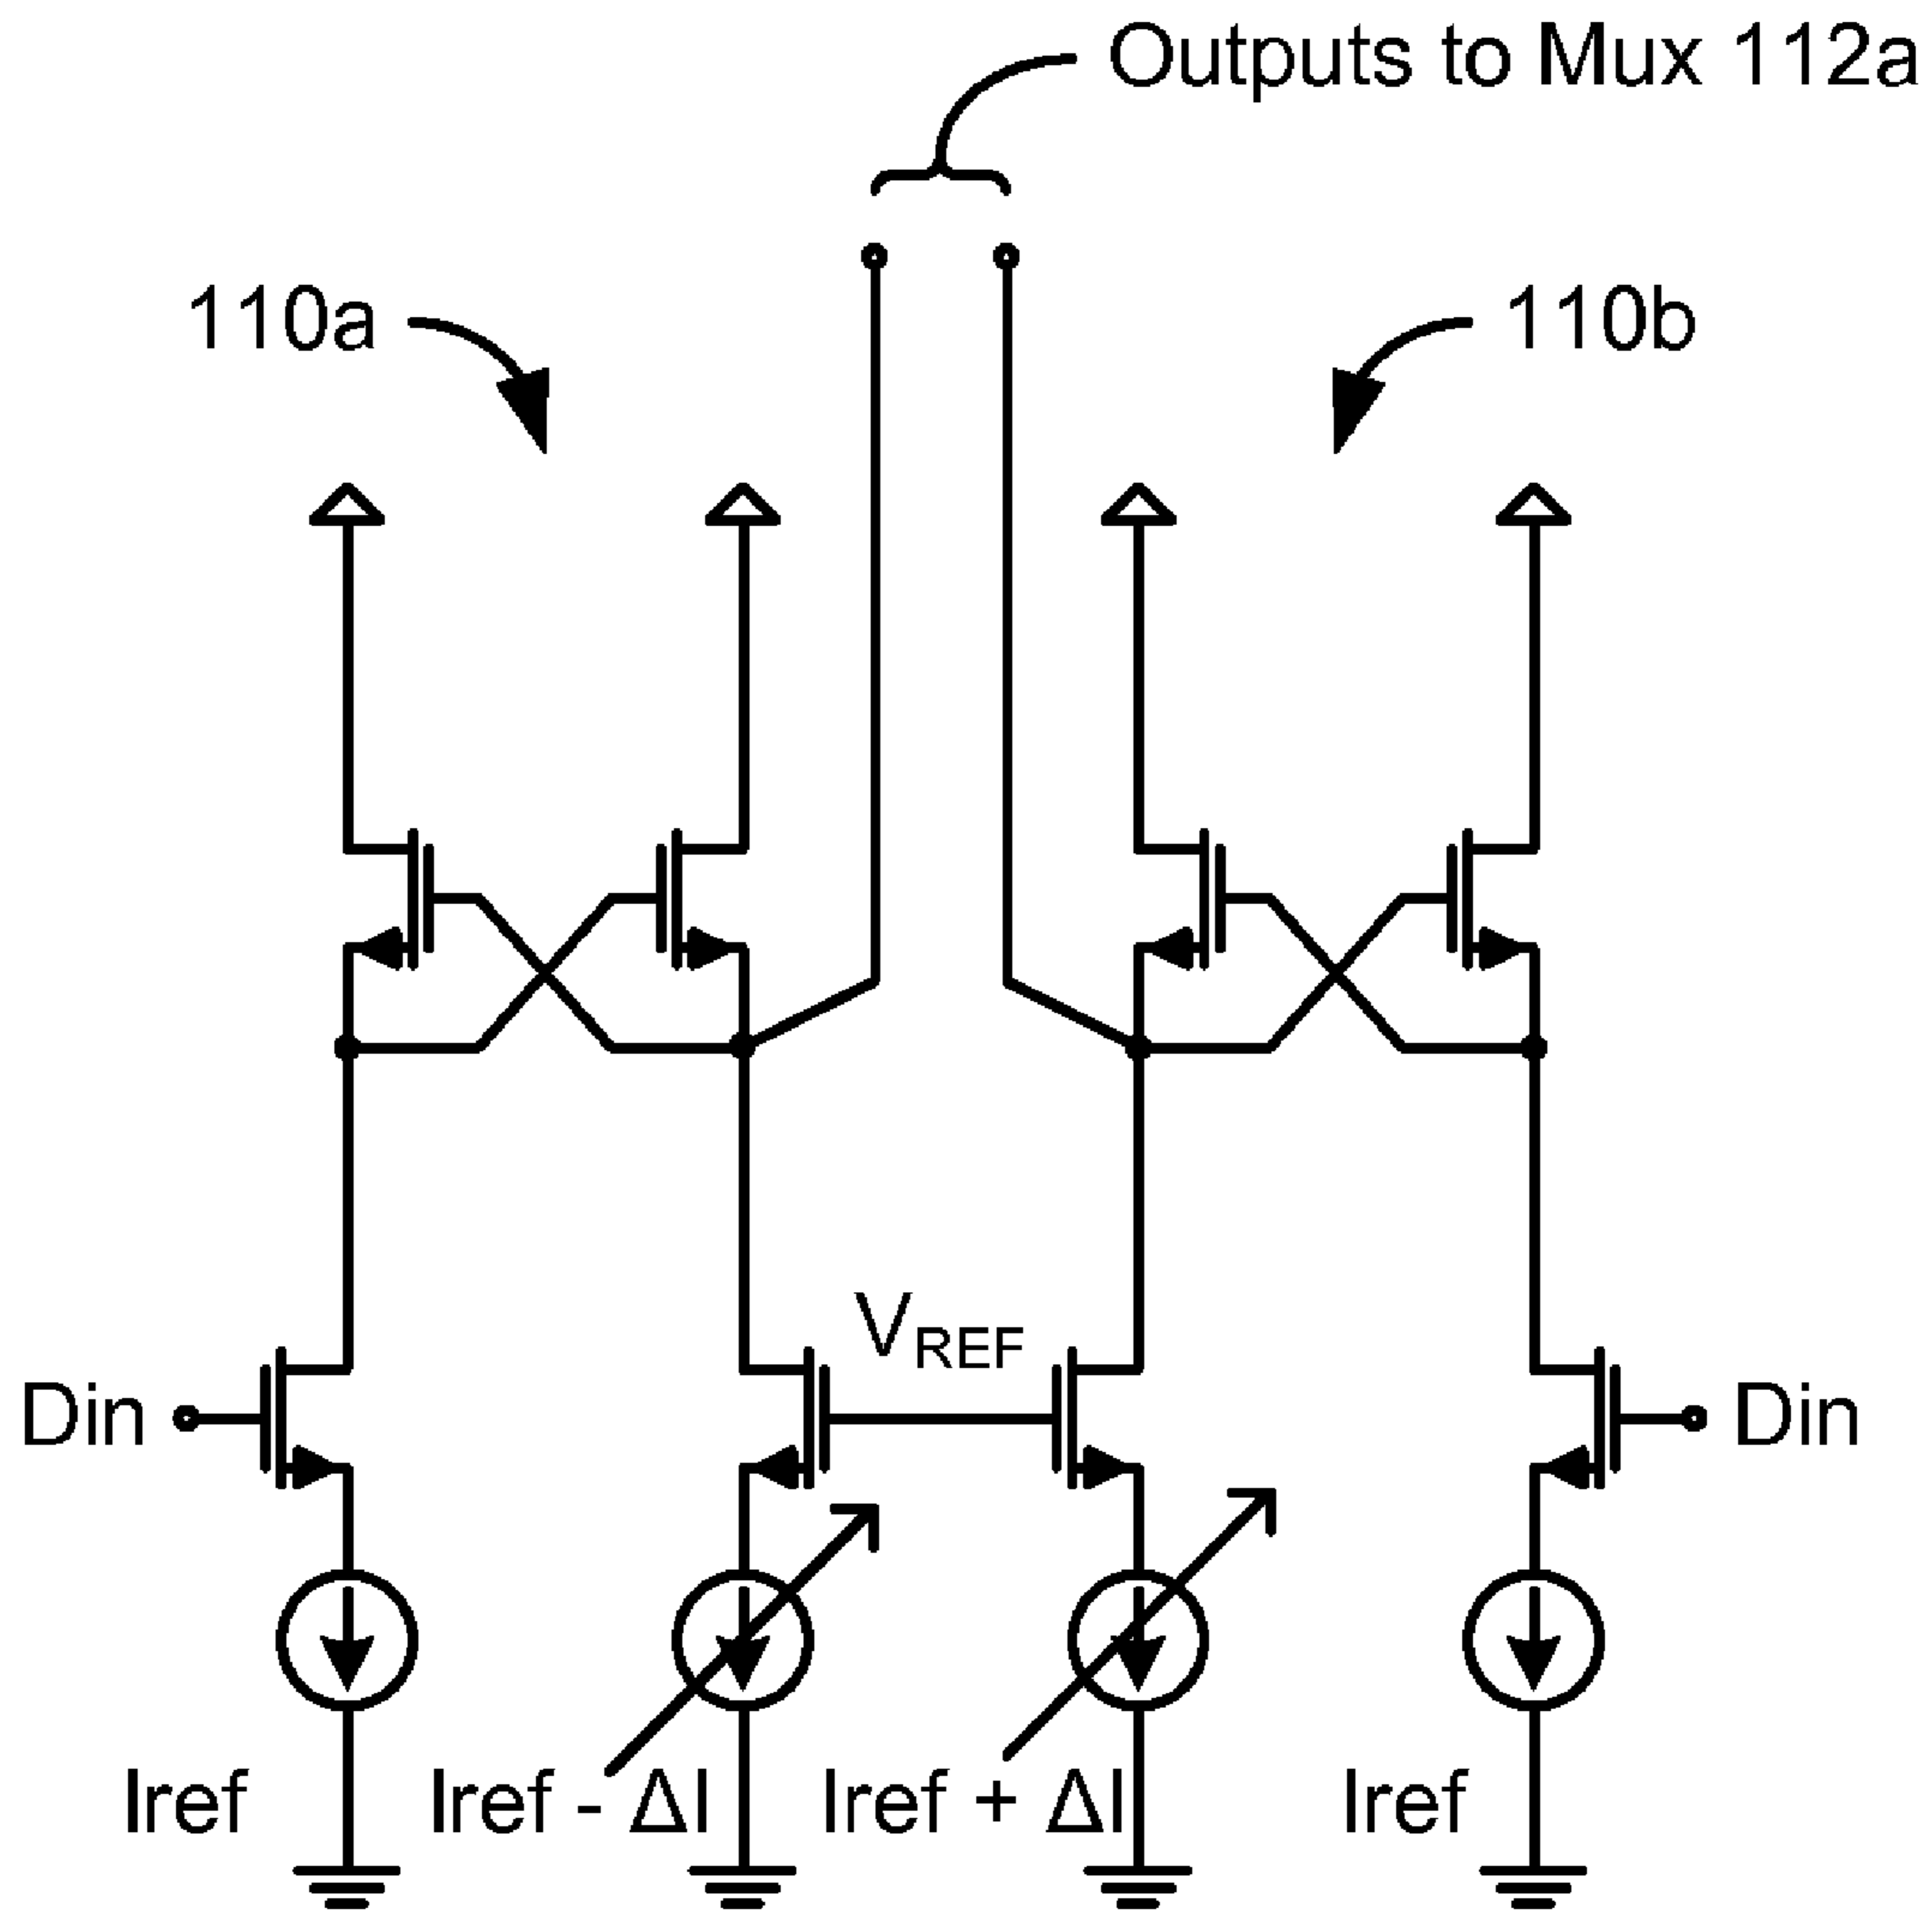 Outputs to Mux 112a
110a
110b
VREF
Din
Din
Iref
Iref - ΔI
Iref + ΔI
Iref